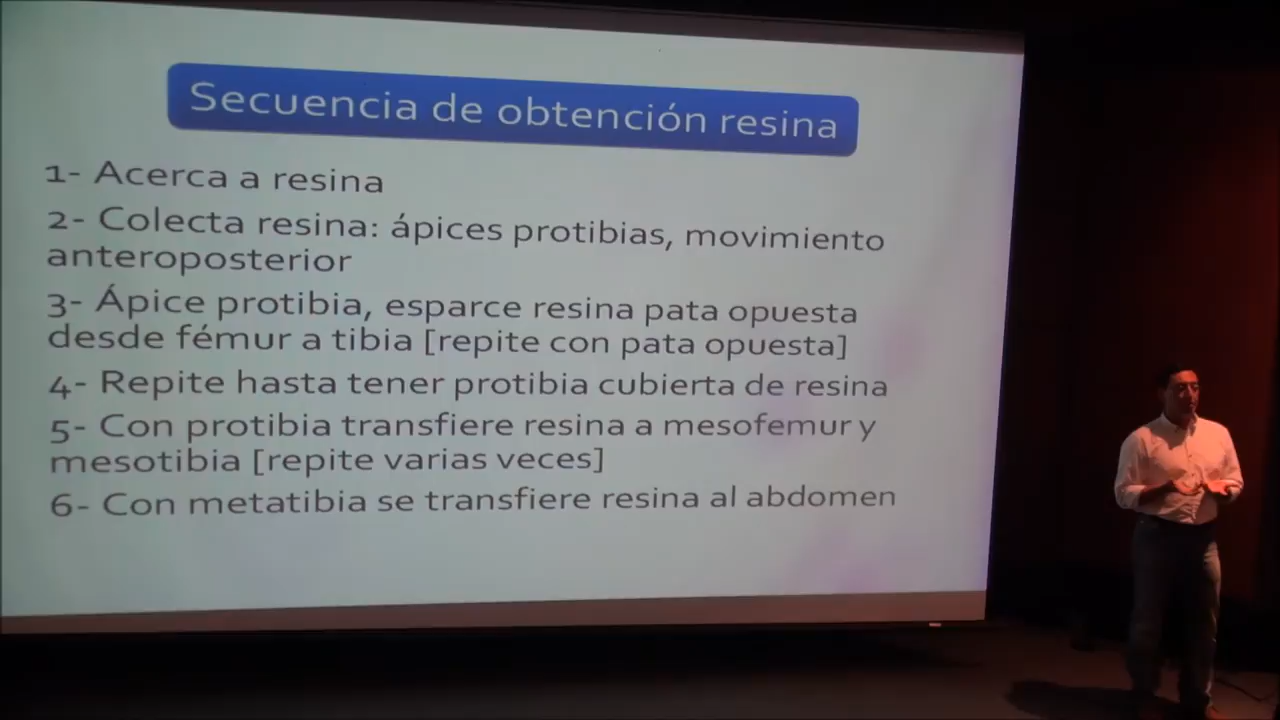 Secuencia de obtención resina
1- Acerca a resina
2- Colecta resina: ápices protibias, movimiento
anteroposterior
3- Ápice protibia, esparce resina pata opuesta
desde fémur a tibia [repite con pata opuesta]
4- Repite hasta tener protibia cubierta de resina
5- Con protibia transfiere resina a mesofemur y
mesotibia [repite varias veces]
6- Con metatibia se transfiere resina al abdomen